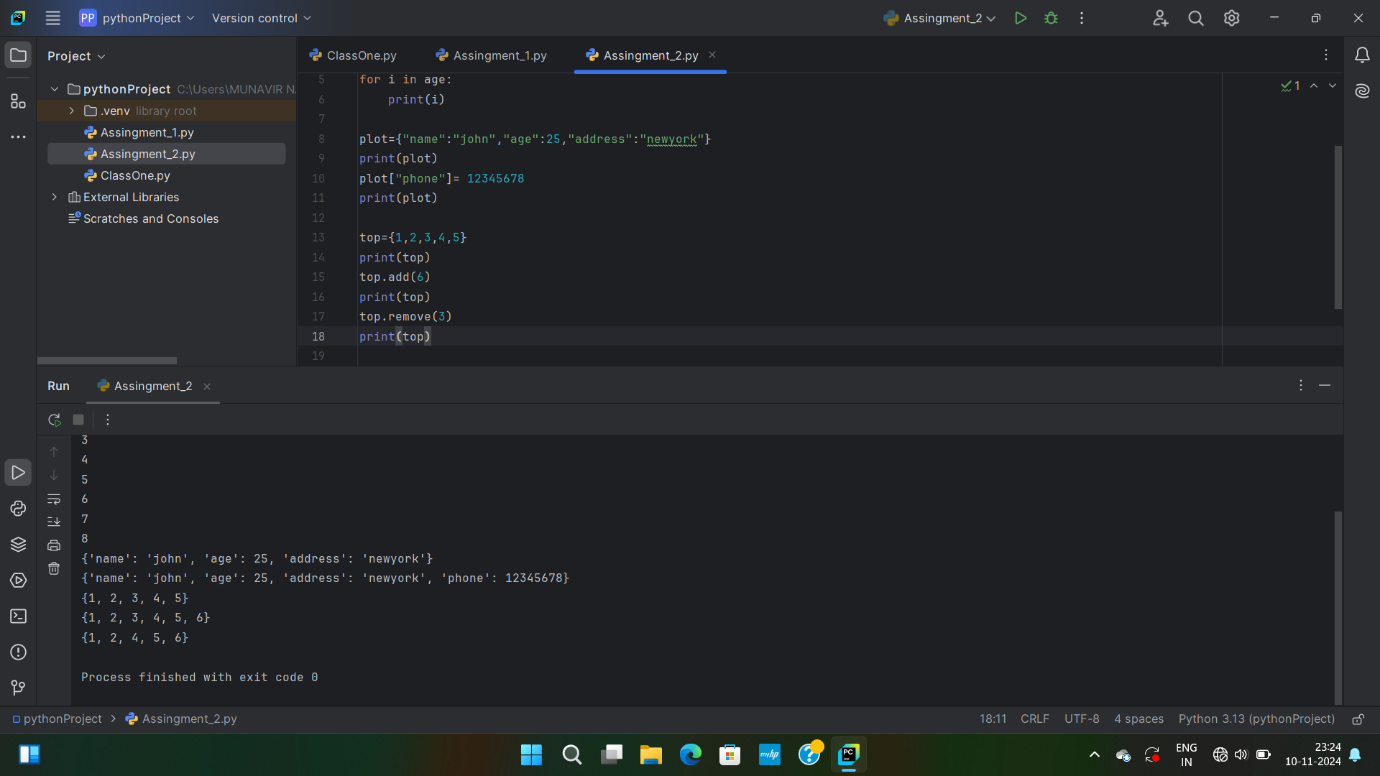 PP pythonProject Version control Assingment_2
Project ClassOne.py Assingment_1.py Assingment_2.py
pythonProject C:\Users\MUNAVIR N
.venv library root
Assingment_1.py
Assingment_2.py
ClassOne.py
External Libraries
Scratches and Consoles
1
5 for i in age:
6 print(i)
7
8 plot={"name":"john","age":25,"address":"newyork"}
9 print(plot)
10 plot["phone"]= 12345678
11 print(plot)
12
13 top={1,2,3,4,5}
14 print(top)
15 top.add(6)
16 print(top)
17 top.remove(3)
18 print(top)
19
Run Assingment_2
3
4
5
6
7
8
{'name': 'john', 'age': 25, 'address': 'newyork'}
{'name': 'john', 'age': 25, 'address': 'newyork', 'phone': 12345678}
{1, 2, 3, 4, 5}
{1, 2, 3, 4, 5, 6}
{1, 2, 4, 5, 6}
Process finished with exit code 0
pythonProject > Assingment_2.py 18:11 CRLF UTF-8 4 spaces Python 3.13 (pythonProject)
myhp PC ENG 23:24
IN 10-11-2024